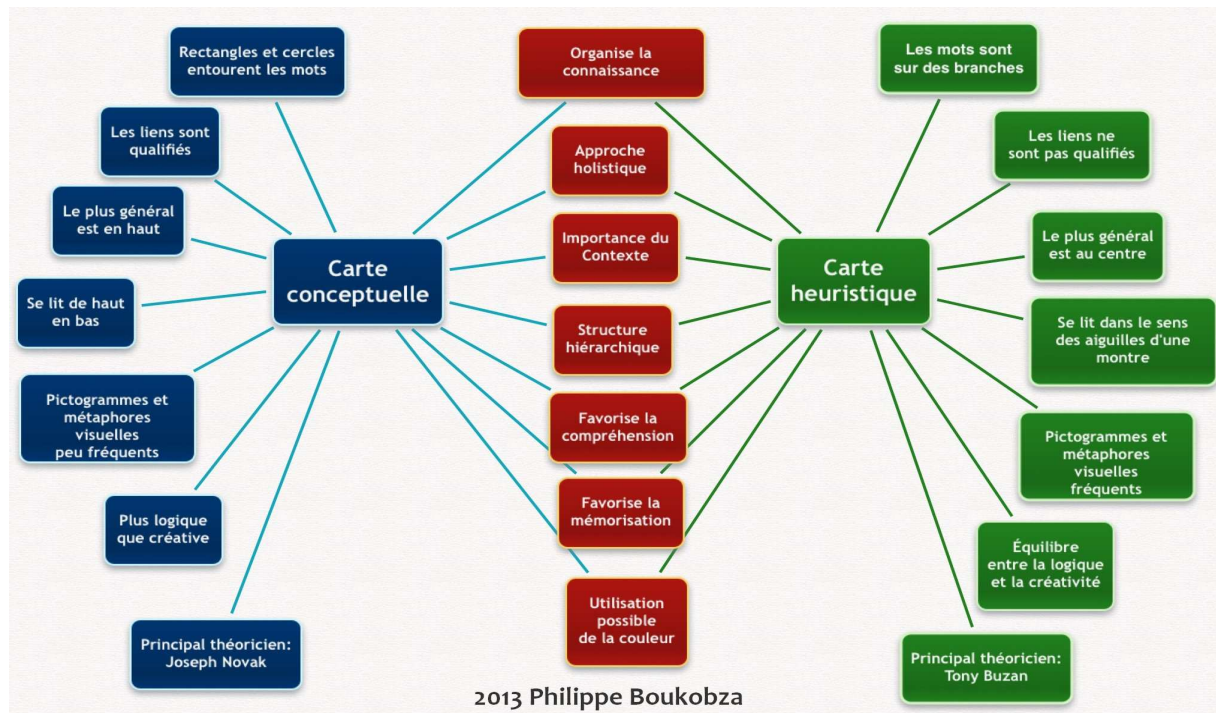 Rectangles et cercles
entourent les mots
Les liens sont
qualifiés
Le plus général
est en haut
Se lit de haut
en bas
Pictogrammes et
métaphores
visuelles
peu fréquents
Plus logique
que créative
Principal théoricien:
Joseph Novak
Carte
conceptuelle
Organise la
connaissance
Approche
holistique
Importance du
Contexte
Structure
hiérarchique
Favorise la
compréhension
Favorise la
mémorisation
Utilisation
possible
de la couleur
Carte
heuristique
Les mots sont
sur des branches
Les liens ne
sont pas qualifiés
Le plus général
est au centre
Se lit dans le sens
des aiguilles d'une
montre
Pictogrammes et
métaphores
visuelles
fréquents
Équilibre
entre la logique
et la créativité
Principal théoricien:
Tony Buzan
2013 Philippe Boukobza